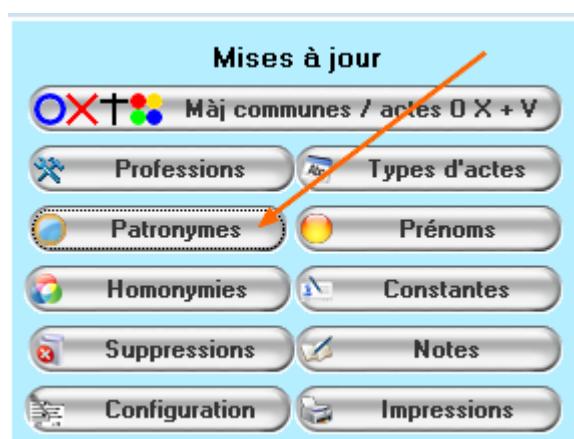 Mises à jour
Màj communes / actes O X + V
Professions
Types d'actes
Patronymes
Prénoms
Homonymies
Constantes
Suppressions
Notes
Configuration
Impressions